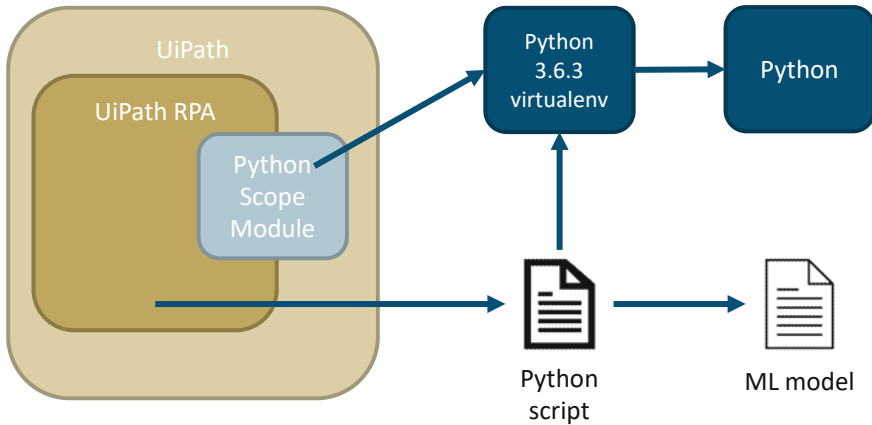 UiPath
UiPath RPA
Python
Scope
Module
Python
3.6.3
virtualenv
Python
Python
script
ML model